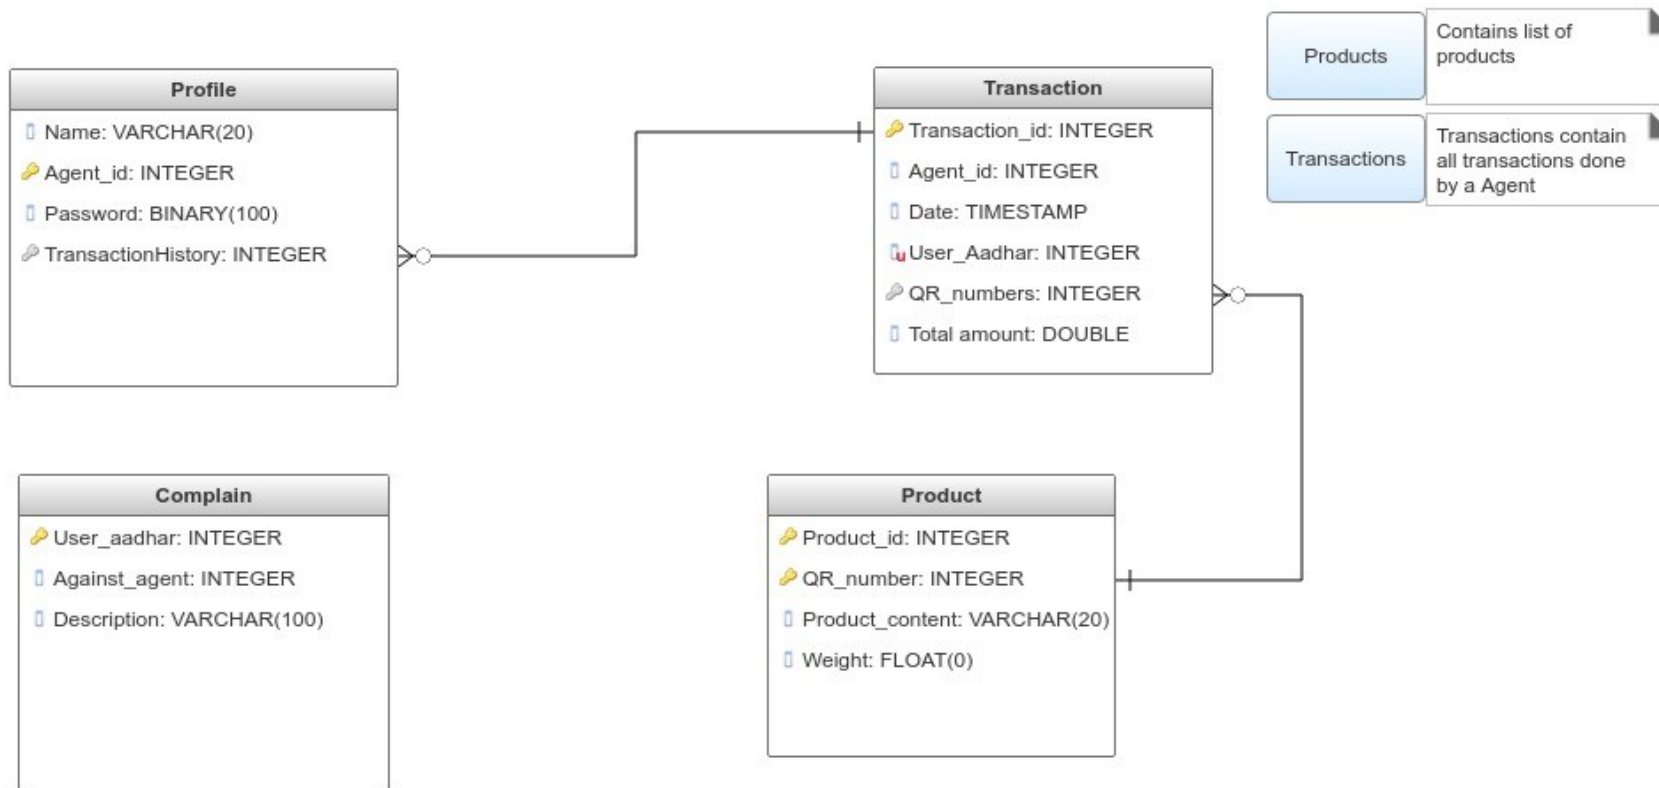 Profile
Name: VARCHAR(20)
Agent_id: INTEGER
Password: BINARY(100)
TransactionHistory: INTEGER
Transaction
Transaction_id: INTEGER
Agent_id: INTEGER
Date: TIMESTAMP
User_Aadhar: INTEGER
QR_numbers: INTEGER
Total amount: DOUBLE
Products
Contains list of
products
Transactions
Transactions contain
all transactions done
by a Agent
Complain
User_aadhar: INTEGER
Against_agent: INTEGER
Description: VARCHAR(100)
Product
Product_id: INTEGER
QR_number: INTEGER
Product_content: VARCHAR(20)
Weight: FLOAT(0)